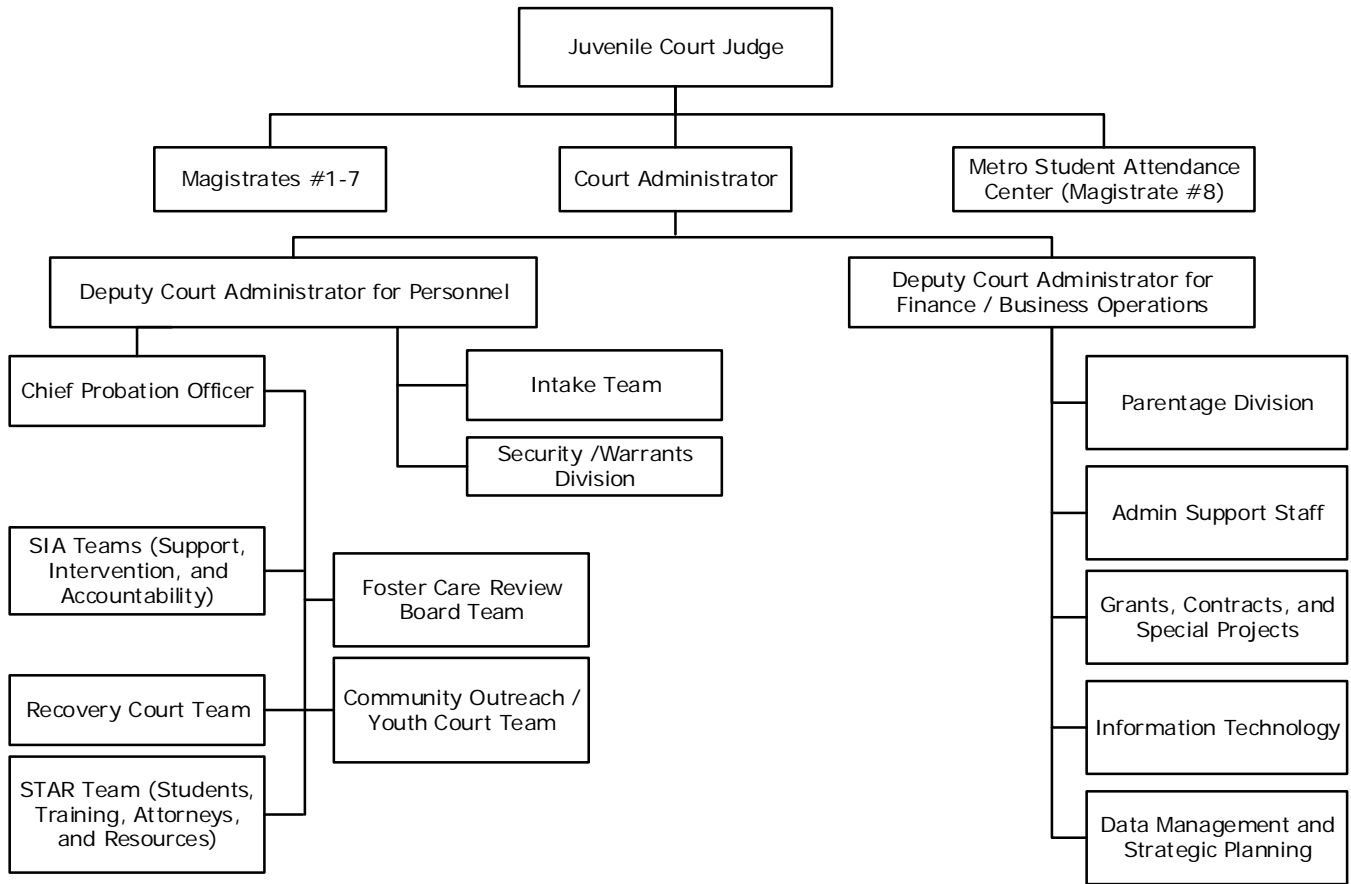 Juvenile Court Judge
Magistrates #1-7
Court Administrator
Metro Student Attendance
Center (Magistrate #8)
Deputy Court Administrator for Personnel
Deputy Court Administrator for
Finance / Business Operations
Chief Probation Officer
Intake Team
Security /Warrants
Division
SIA Teams (Support,
Intervention, and
Accountability)
Foster Care Review
Board Team
Recovery Court Team
Community Outreach /
Youth Court Team
STAR Team (Students,
Training, Attorneys,
and Resources)
Parentage Division
Admin Support Staff
Grants, Contracts, and
Special Projects
Information Technology
Data Management and
Strategic Planning